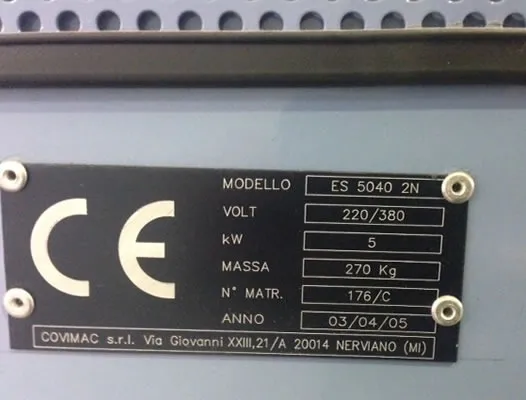 CE
MODELLO ES 5040 2N
VOLT 220/380
kW 5
MASSA 270 Kg
N° MATR. 176/C
ANNO 03/04/05
COVIMAC s.r.l. Via Giovanni XXIII,21/A 20014 NERVIANO (MI)